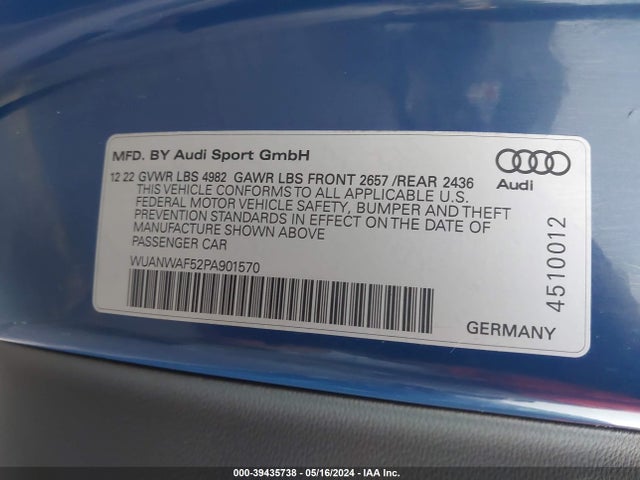 MFD. BY Audi Sport GmbH
12 22 GVWR LBS 4982 GAWR LBS FRONT 2657 /REAR 2436
THIS VEHICLE CONFORMS TO ALL APPLICABLE U.S.
FEDERAL MOTOR VEHICLE SAFETY, BUMPER AND THEFT
PREVENTION STANDARDS IN EFFECT ON THE DATE OF
MANUFACTURE SHOWN ABOVE
PASSENGER CAR
WUANWAF52PA901570
Audi
4510012
GERMANY
000-39435738 - 05/16/2024 - IAA Inc.